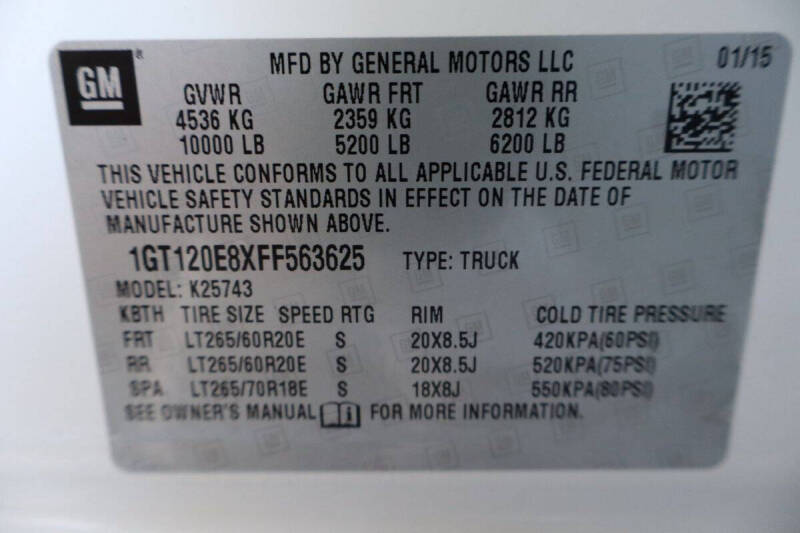 GM
MFD BY GENERAL MOTORS LLC 01/15
GVWR GAWR FRT GAWR RR
4536 KG 2359 KG 2812 KG
10000 LB 5200 LB 6200 LB
THIS VEHICLE CONFORMS TO ALL APPLICABLE U.S. FEDERAL MOTOR
VEHICLE SAFETY STANDARDS IN EFFECT ON THE DATE OF
MANUFACTURE SHOWN ABOVE.
1GT120E8XFF563625 TYPE: TRUCK
MODEL: K25743
KBTH TIRE SIZE SPEED RTG RIM COLD TIRE PRESSURE
FRT LT265/60R20E S 20X8.5J 420KPA(60PSI)
RR LT265/60R20E S 20X8.5J 520KPA(75PSI)
SPA LT265/70R18E S 18X8J 550KPA(80PSI)
SEE OWNER'S MANUAL FOR MORE INFORMATION.